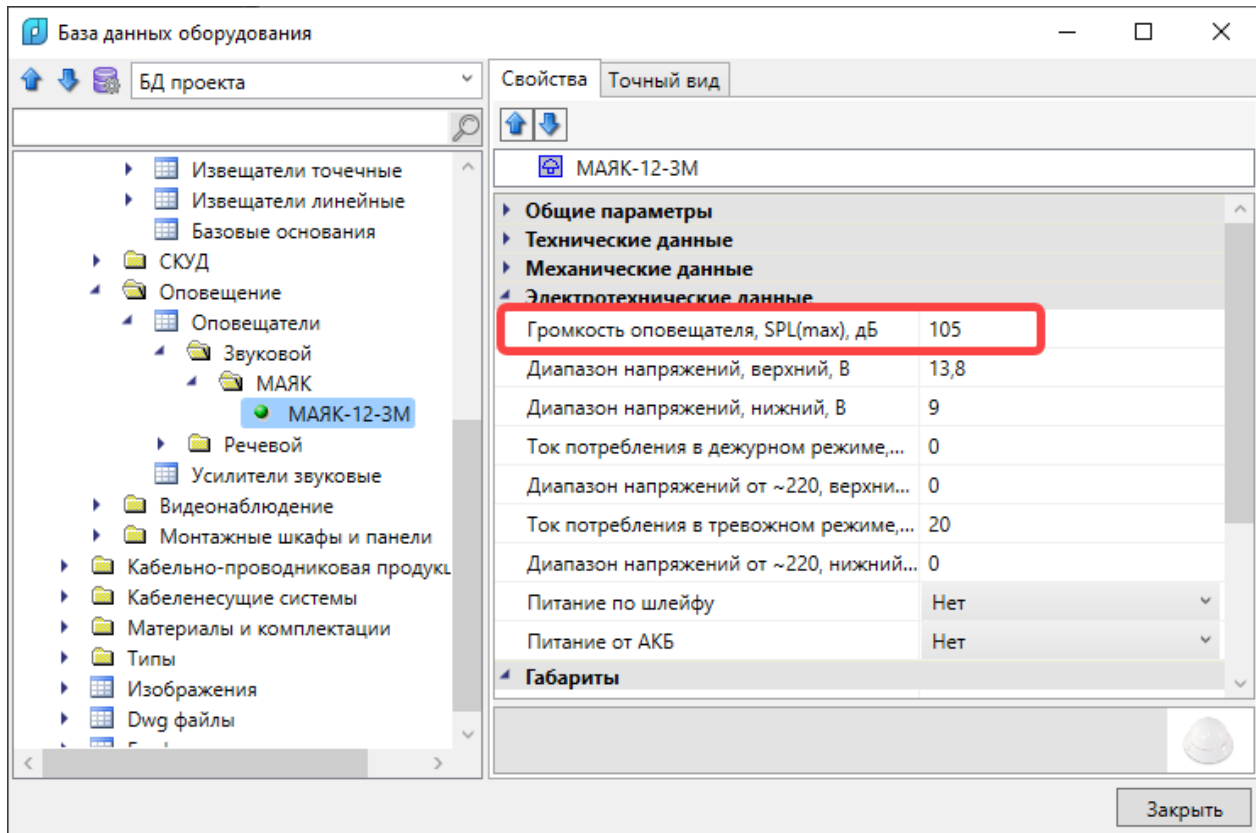 База данных оборудования
БД проекта
Извещатели точечные
Извещатели линейные
Базовые основания
СКУД
Оповещение
Оповещатели
Звуковой
МАЯК
МАЯК-12-3М
Речевой
Усилители звуковые
Видеонаблюдение
Монтажные шкафы и панели
Кабельно-проводниковая продукц
Кабеленесущие системы
Материалы и комплектации
Типы
Изображения
Dwg файлы
Свойства Точный вид
МАЯК-12-3М
Общие параметры
Технические данные
Механические данные
Электротехнические данные
Громкость оповещателя, SPL(max), дБ 105
Диапазон напряжений, верхний, В 13,8
Диапазон напряжений, нижний, В 9
Ток потребления в дежурном режиме,... 0
Диапазон напряжений от ~220, верхни... 0
Ток потребления в тревожном режиме,... 20
Диапазон напряжений от ~220, нижний... 0
Питание по шлейфу Нет
Питание от АКБ Нет
Габариты
Закрыть